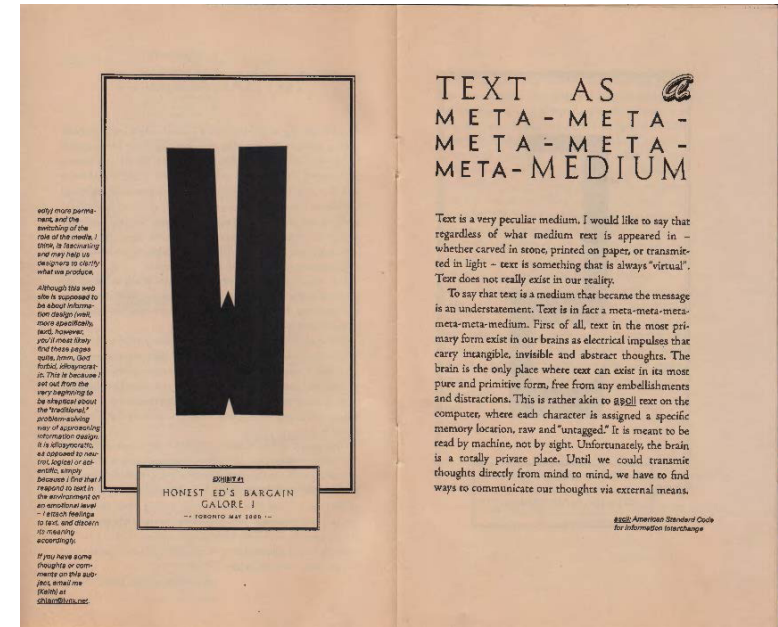 edly) more perma-
nent, and the
switching of the
role of the media, I
think, is fascinating
and may help us
designers to clarify
what we produce.
Although this web
site is supposed to
be about informa-
tion design (well,
more specifically,
text), however,
you'll most likely
find these pages
quite, hmm, God
forbid, idiosyncrat-
ic. This is because I
set out from the
very beginning to
be skeptical about
the "traditional,"
problem-solving
way of approaching
information design.
It is idiosyncratic,
as opposed to neu-
tral, logical or sci-
entific, simply
because I find that I
respond to text in
the environment on
an emotional level
– I attach feelings
to text, and discern
its meaning
accordingly.
If you have some
thoughts or com-
ments on this sub-
ject, email me
(Keith) at
W
EXHIBIT #1
HONEST ED'S BARGAIN
GALORE I
TORONTO MAY 2000
TEXT AS a
META-META-
META-META-
META-MEDIUM
Text is a very peculiar medium. I would like to say that
regardless of what medium text is appeared in –
whether carved in stone, printed on paper, or transmit-
ted in light – text is something that is always "virtual".
Text does not really exist in our reality.
To say that text is a medium that became the message
is an understatement. Text is in fact a meta-meta-meta-
meta-meta-medium. First of all, text in the most pri-
mary form exist in our brains as electrical impulses that
carry intangible, invisible and abstract thoughts. The
brain is the only place where text can exist in its most
pure and primitive form, free from any embellishments
and distractions. This is rather akin to ascii text on the
computer, where each character is assigned a specific
memory location, raw and "untagged." It is meant to be
read by machine, not by sight. Unfortunately, the brain
is a totally private place. Until we could transmit
thoughts directly from mind to mind, we have to find
ways to communicate our thoughts via external means.
ascii: American Standard Code
for Information Interchange